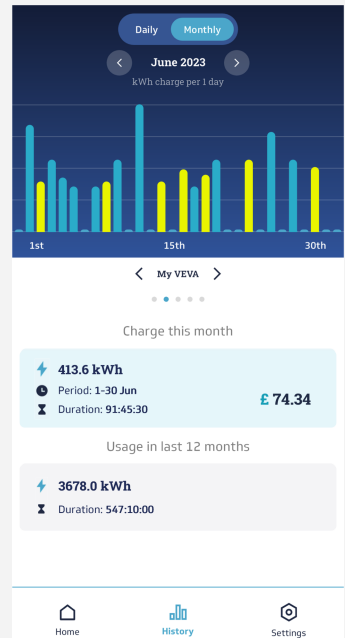 Daily Monthly
June 2023
kWh charge per 1 day
1st 15th 30th
My VEVA
Charge this month
413.6 kWh
Period: 1-30 Jun
Duration: 91:45:30
£ 74.34
Usage in last 12 months
3678.0 kWh
Duration: 547:10:00
Home History Settings